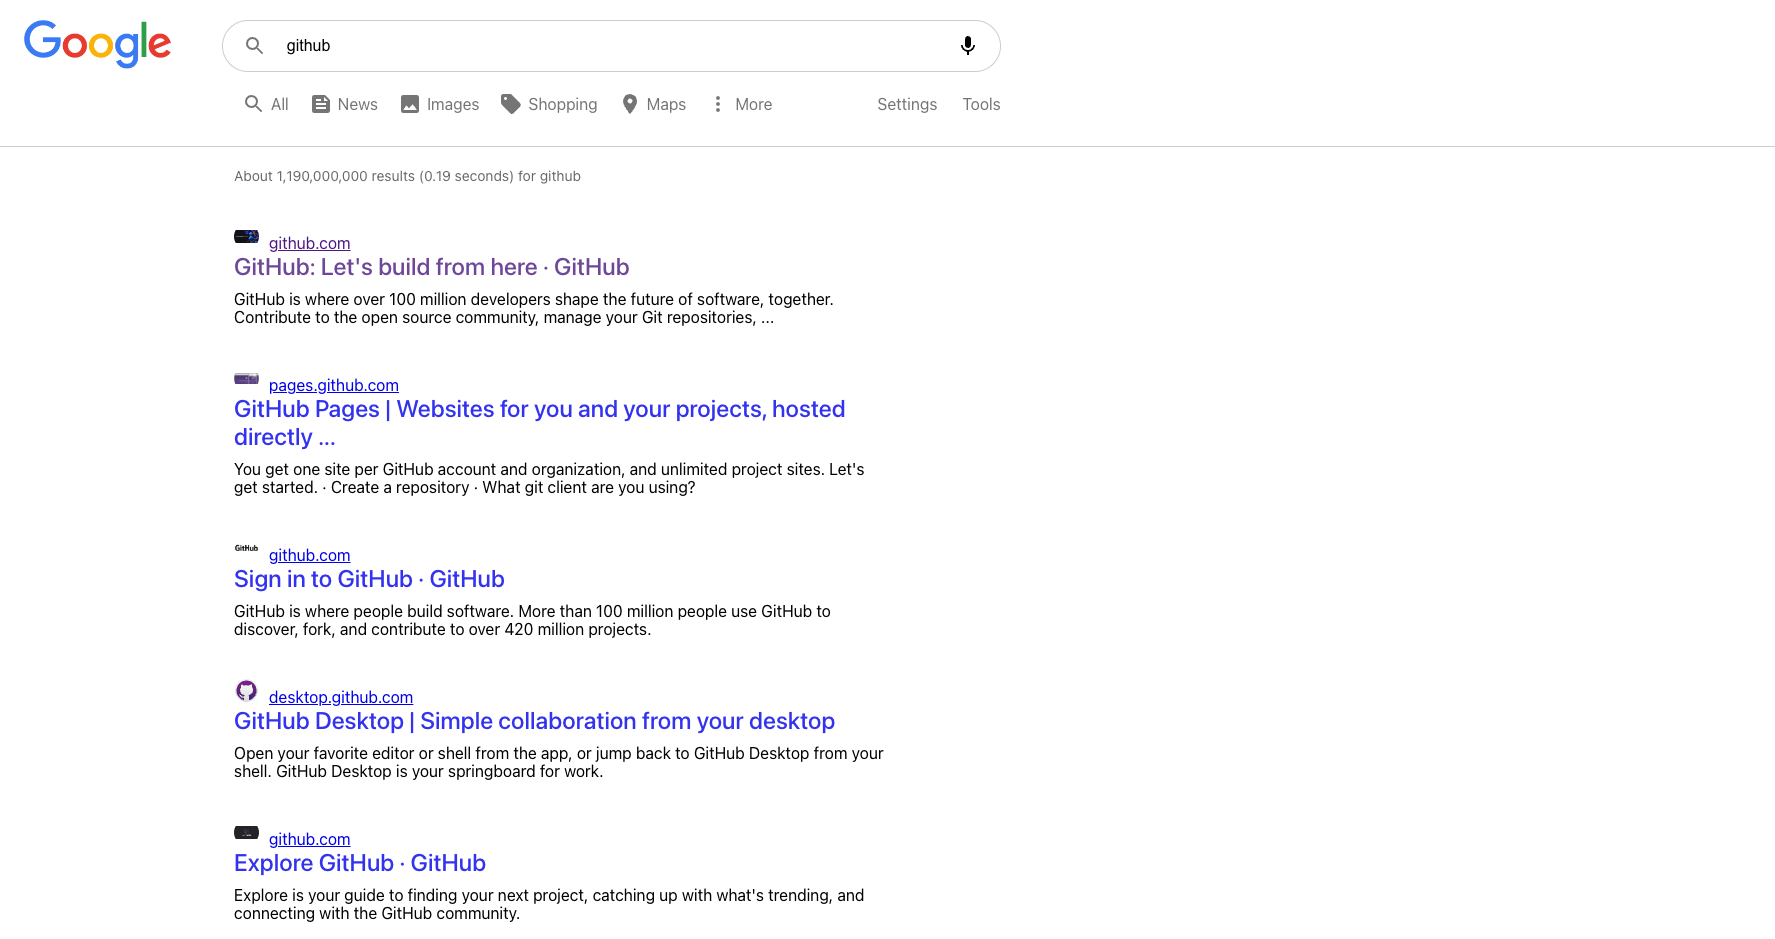 Google
github
All News Images Shopping Maps More Settings Tools
About 1,190,000,000 results (0.19 seconds) for github
github.com
GitHub: Let's build from here · GitHub
GitHub is where over 100 million developers shape the future of software, together.
Contribute to the open source community, manage your Git repositories, ...
pages.github.com
GitHub Pages | Websites for you and your projects, hosted
directly ...
You get one site per GitHub account and organization, and unlimited project sites. Let's
get started. · Create a repository · What git client are you using?
GitHub
github.com
Sign in to GitHub · GitHub
GitHub is where people build software. More than 100 million people use GitHub to
discover, fork, and contribute to over 420 million projects.
desktop.github.com
GitHub Desktop | Simple collaboration from your desktop
Open your favorite editor or shell from the app, or jump back to GitHub Desktop from your
shell. GitHub Desktop is your springboard for work.
github.com
Explore GitHub · GitHub
Explore is your guide to finding your next project, catching up with what's trending, and
connecting with the GitHub community.